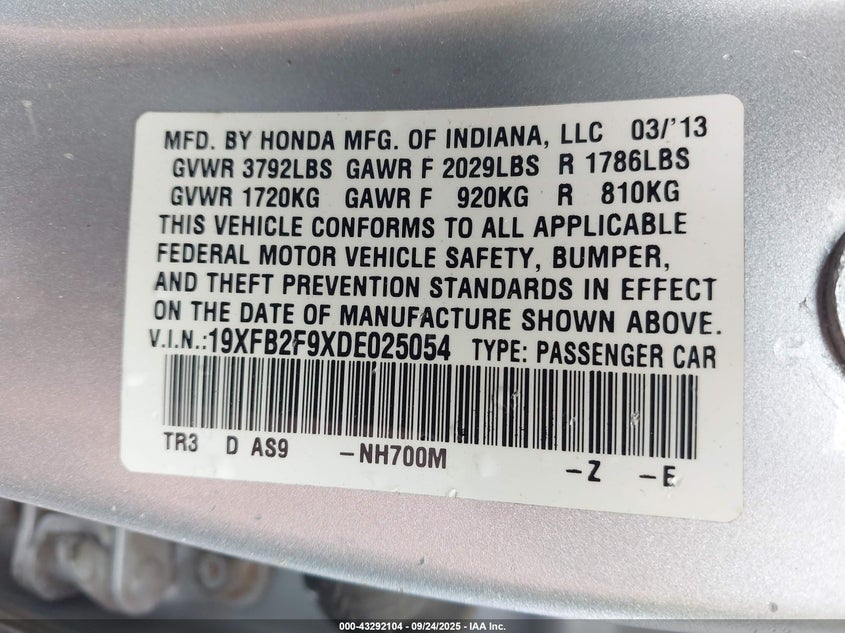 MFD. BY HONDA MFG. OF INDIANA, LLC 03/'13
GVWR 3792LBS GAWR F 2029LBS R 1786LBS
GVWR 1720KG GAWR F 920KG R 810KG
THIS VEHICLE CONFORMS TO ALL APPLICABLE
FEDERAL MOTOR VEHICLE SAFETY, BUMPER,
AND THEFT PREVENTION STANDARDS IN EFFECT
ON THE DATE OF MANUFACTURE SHOWN ABOVE.
V.I.N.:19XFB2F9XDE025054 TYPE: PASSENGER CAR
TR3 D AS9 -NH700M -Z -E
000-43292104 - 09/24/2025 - IAA Inc.